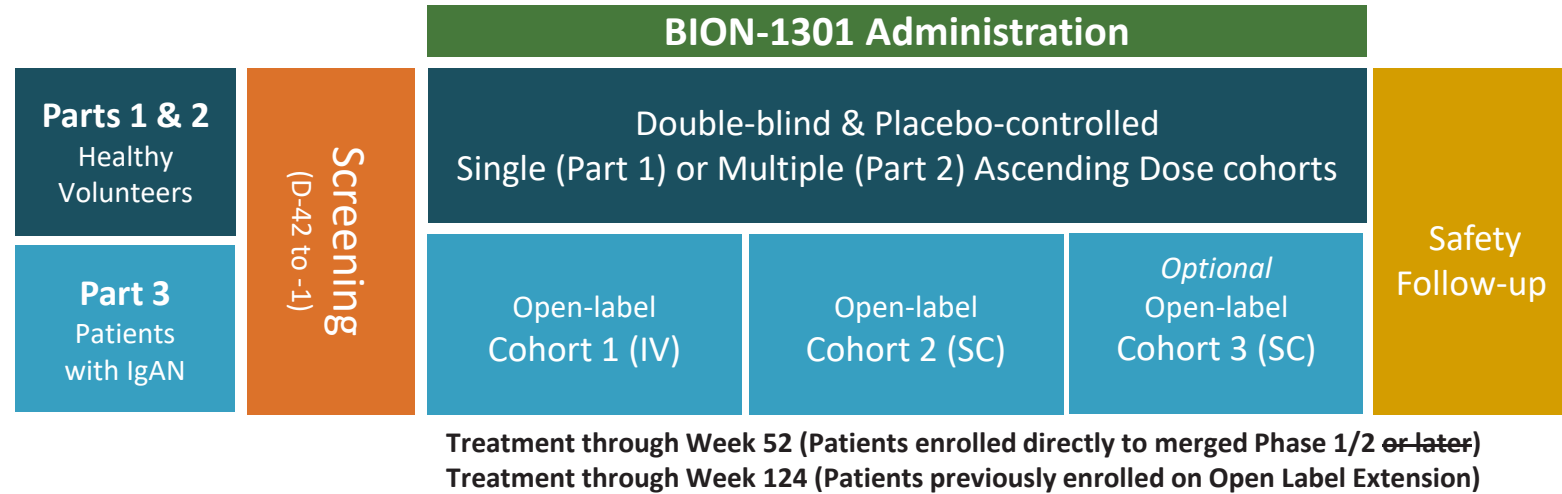 BION-1301 Administration
Parts 1 & 2
Healthy
Volunteers
Screening
(D-42 to -1)
Double-blind & Placebo-controlled
Single (Part 1) or Multiple (Part 2) Ascending Dose cohorts
Safety
Follow-up
Part 3
Patients
with IgAN
Open-label
Cohort 1 (IV)
Open-label
Cohort 2 (SC)
Optional
Open-label
Cohort 3 (SC)
Treatment through Week 52 (Patients enrolled directly to merged Phase 1/2 or later)
Treatment through Week 124 (Patients previously enrolled on Open Label Extension)